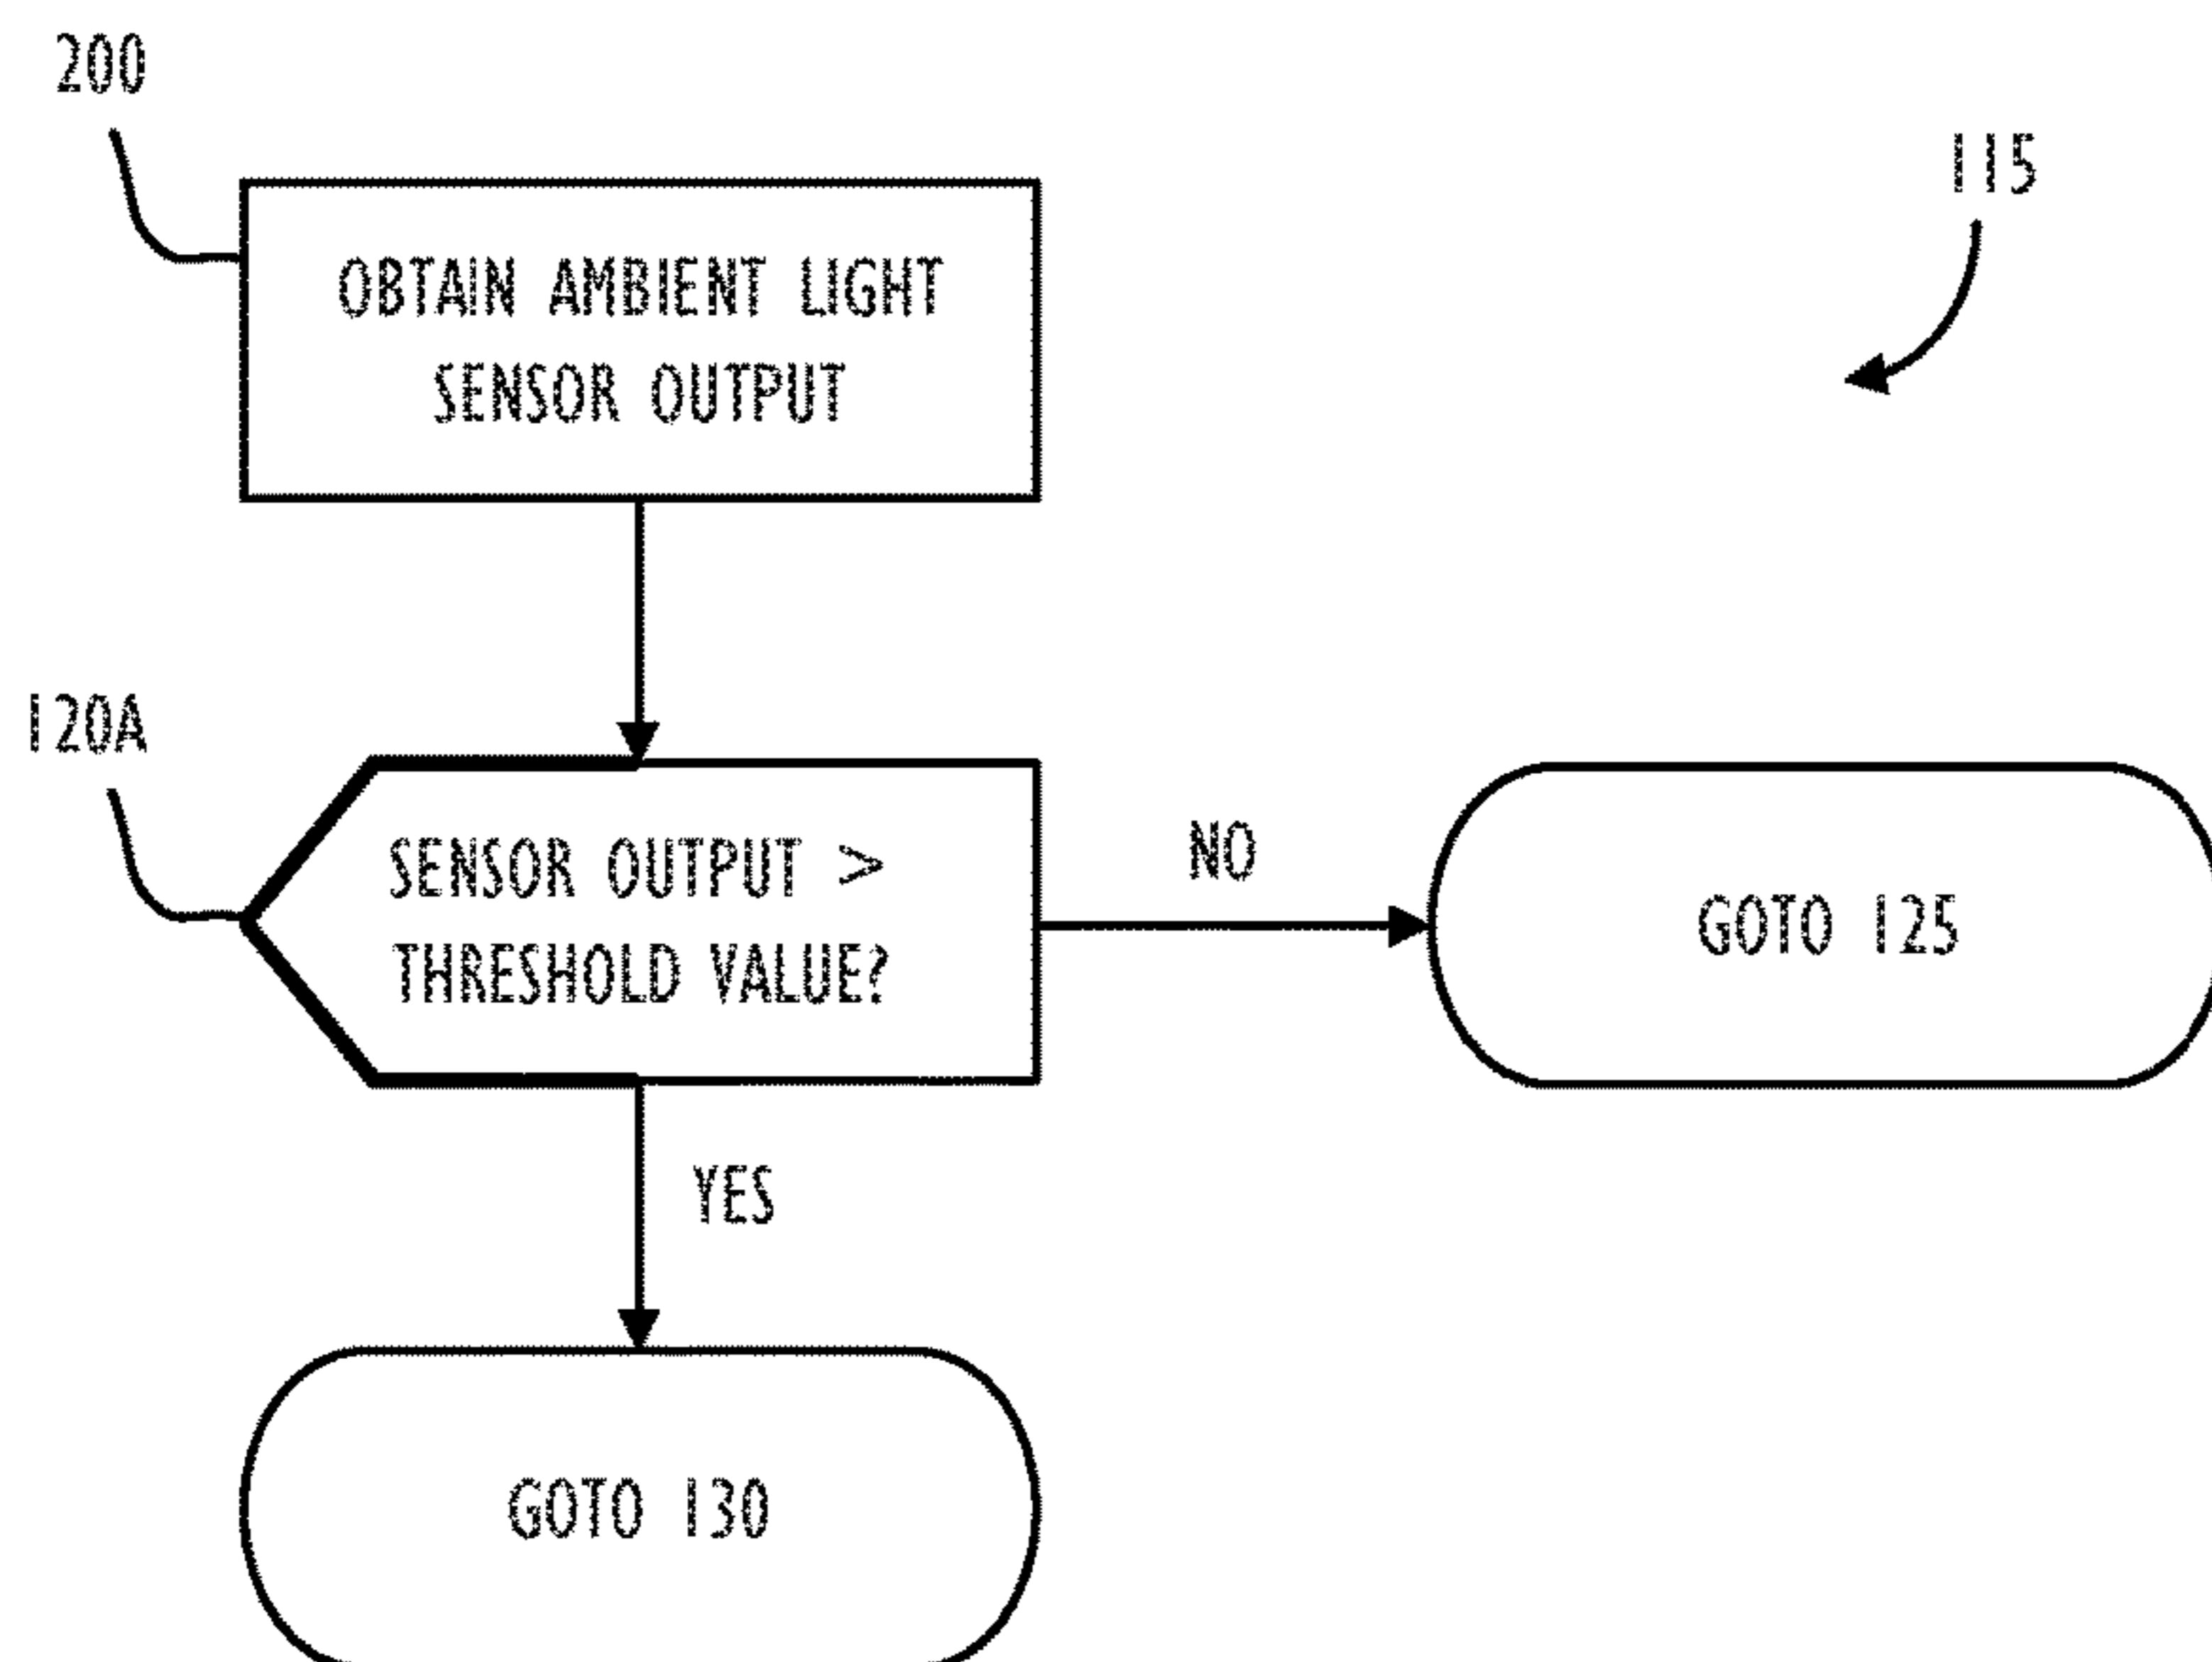 200
115
OBTAIN AMBIENT LIGHT
SENSOR OUTPUT
120A
SENSOR OUTPUT >
THRESHOLD VALUE?
NO
GOTO 125
YES
GOTO 130